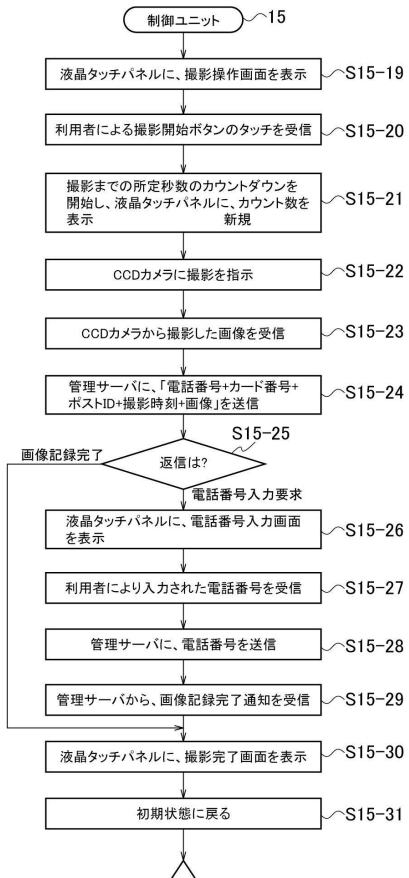 制御ユニット 15
液晶タッチパネルに、撮影操作画面を表示 S15-19
利用者による撮影開始ボタンのタッチを受信 S15-20
撮影までの所定秒数のカウントダウンを
開始し、液晶タッチパネルに、カウント数を S15-21
表示 新規
CCDカメラに撮影を指示 S15-22
CCDカメラから撮影した画像を受信 S15-23
管理サーバに、「電話番号+カード番号+
ポストID+撮影時刻+画像」を送信 S15-24
S15-25
画像記録完了 返信は?
電話番号入力要求
液晶タッチパネルに、電話番号入力画面
を表示 S15-26
利用者により入力された電話番号を受信 S15-27
管理サーバに、電話番号を送信 S15-28
管理サーバから、画像記録完了通知を受信 S15-29
液晶タッチパネルに、撮影完了画面を表示 S15-30
初期状態に戻る S15-31